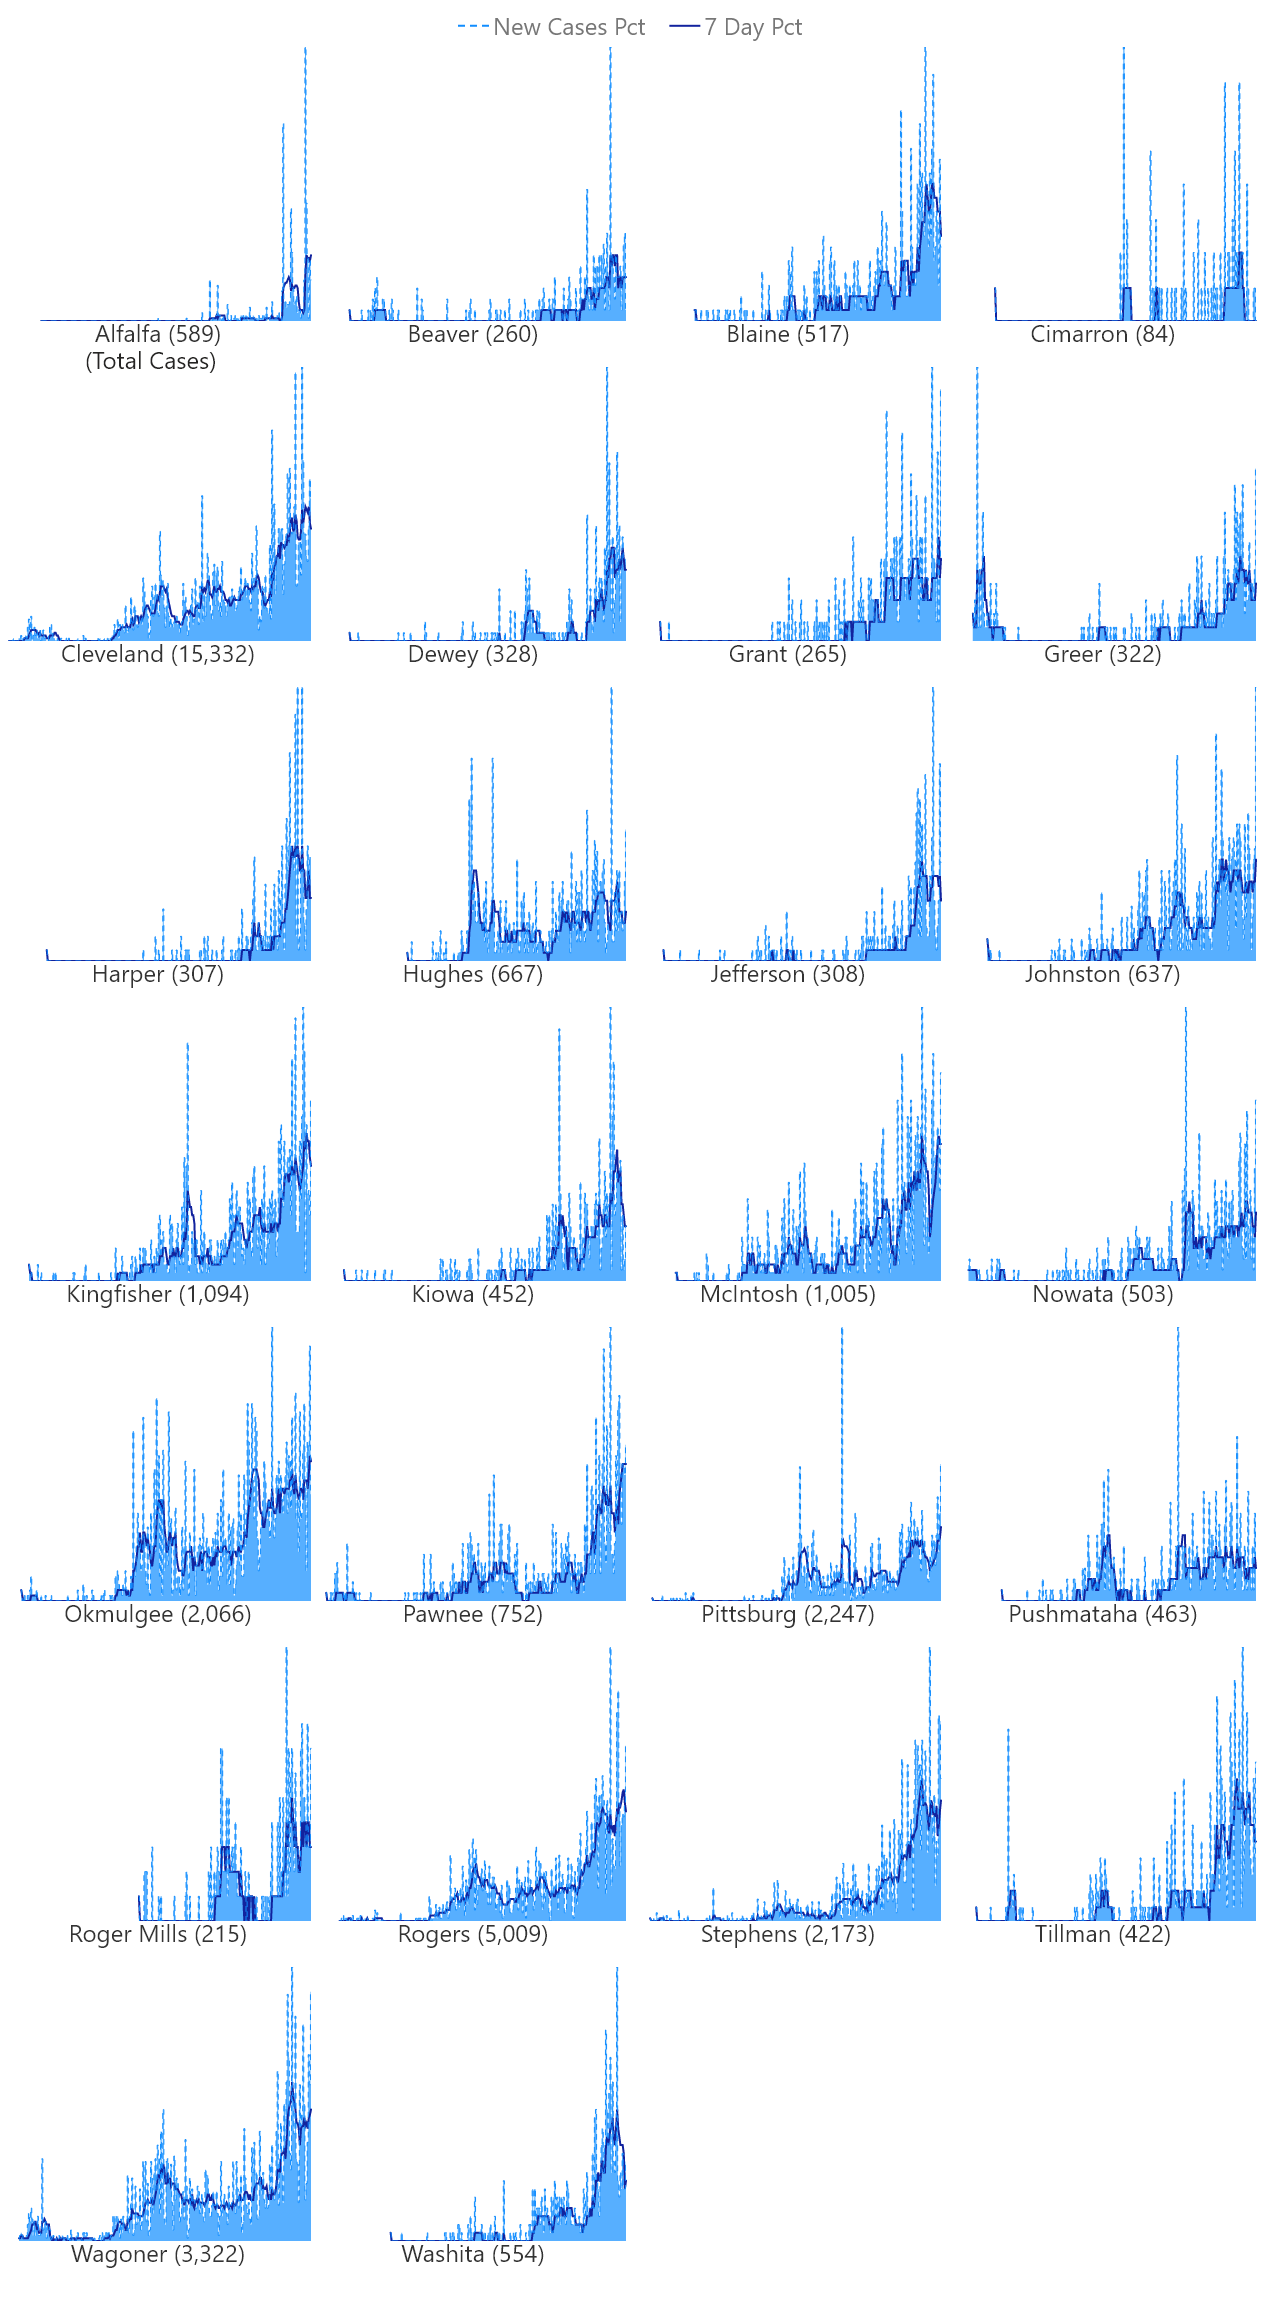 New Cases Pct 7 Day Pct
Alfalfa (589) Beaver (260) Blaine (517) Cimarron (84)
(Total Cases)
Cleveland (15,332) Dewey (328) Grant (265) Greer (322)
Harper (307) Hughes (667) Jefferson (308) Johnston (637)
Kingfisher (1,094) Kiowa (452) McIntosh (1,005) Nowata (503)
Okmulgee (2,066) Pawnee (752) Pittsburg (2,247) Pushmataha (463)
Roger Mills (215) Rogers (5,009) Stephens (2,173) Tillman (422)
Wagoner (3,322) Washita (554)